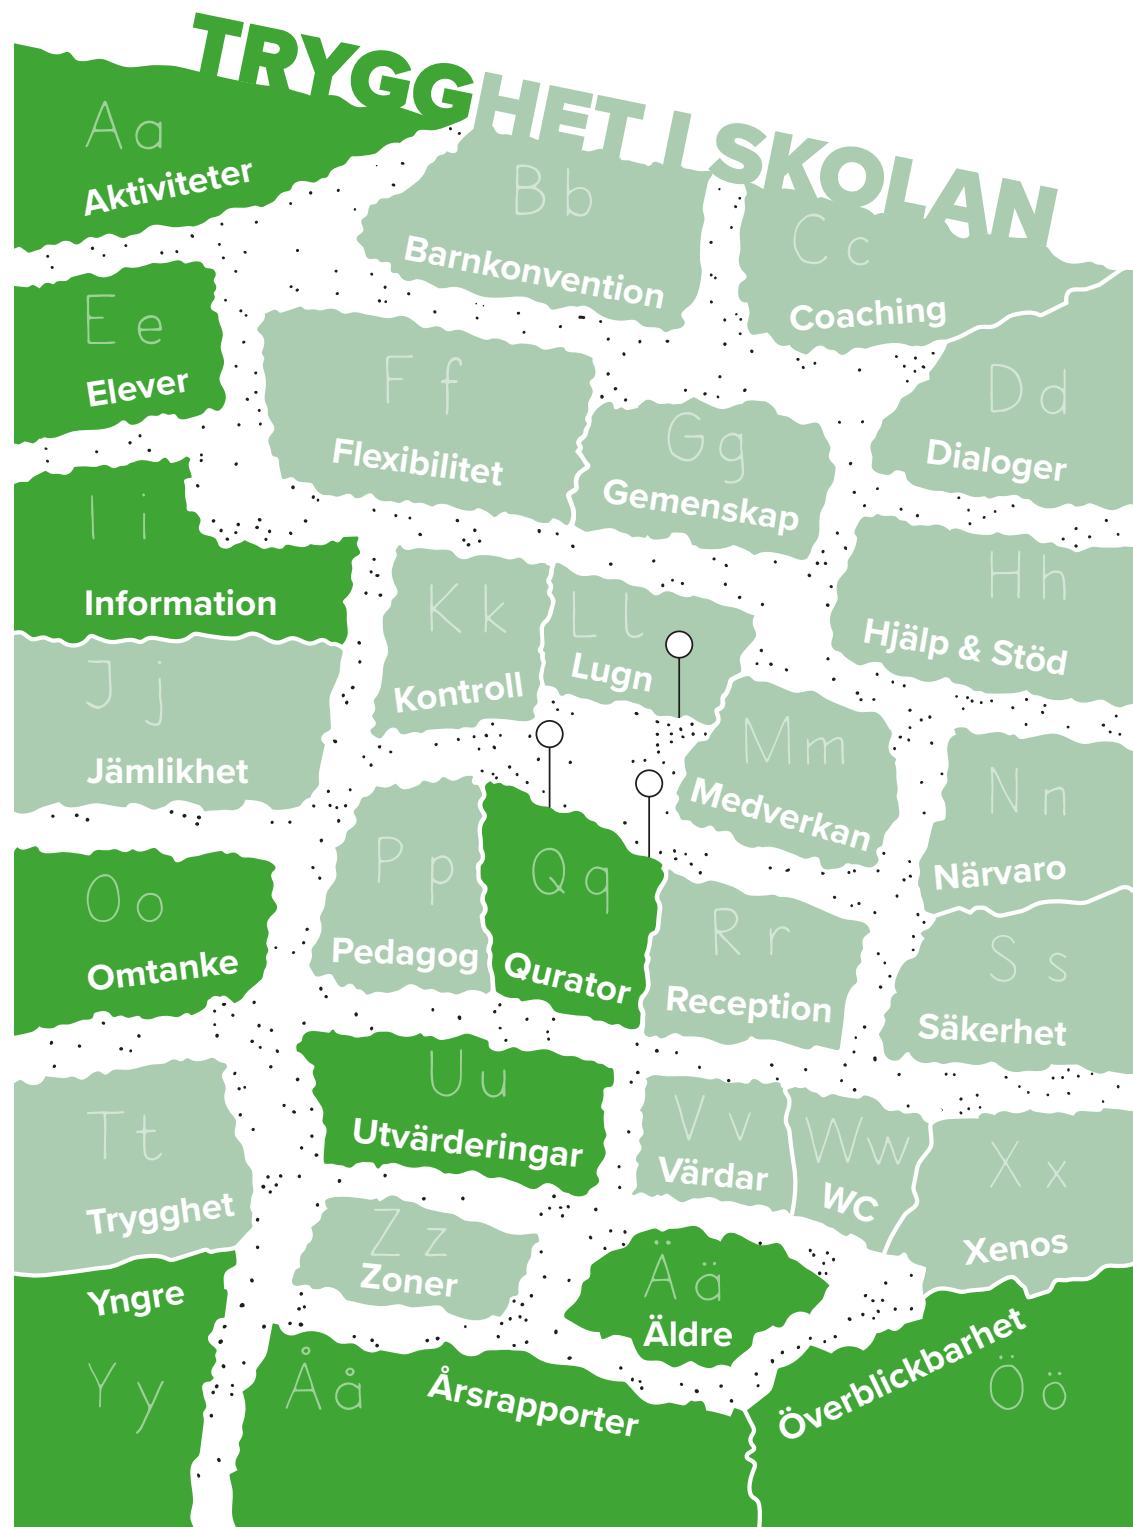 TRYGGHET I SKOLAN
Aa
Aktiviteter
Bb
Barnkonvention
Cc
Coaching
Dd
Dialoger
Ee
Elever
Ff
Flexibilitet
Gg
Gemenskap
Hh
Hjälp & Stöd
Ii
Information
Jj
Jämlikhet
Kk
Kontroll
Ll
Lugn
Mm
Medverkan
Nn
Närvaro
Oo
Omtanke
Pp
Pedagog
Qq
Qurator
Rr
Reception
Ss
Säkerhet
Tt
Trygghet
Uu
Utvärderingar
Vv
Värdar
Ww
WC
Xx
Xenos
Yngre
Yy
Zz
Zoner
Åå
Årsrapporter
Ää
Äldre
Överblickbarhet
Öö